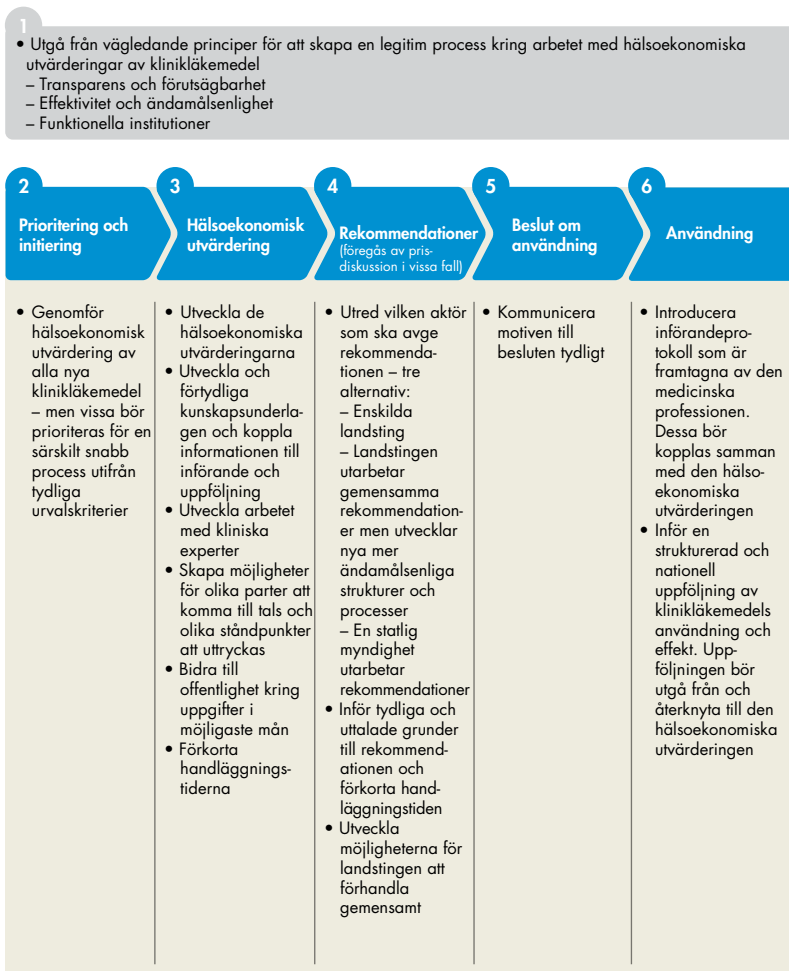 1
• Utgå från vägledande principer för att skapa en legitim process kring arbetet med hälsoekonomiska
utvärderingar av klinikläkemedel
– Transparens och förutsägbarhet
– Effektivitet och ändamålsenlighet
– Funktionella institutioner
2
Prioritering och
initiering
3
Hälsoekonomisk
utvärdering
4
Rekommendationer
(föregås av pris-
diskussion i vissa fall)
5
Beslut om
användning
6
Användning
• Genomför
hälsoekonomisk
utvärdering av
alla nya
klinikläkemedel
– men vissa bör
prioriteras för en
särskilt snabb
process utifrån
tydliga
urvalskriterier
• Utveckla de
hälsoekonomiska
utvärderingarna
• Utveckla och
förtydliga
kunskapsunderla-
gen och koppla
informationen till
införande och
uppföljning
• Utveckla arbetet
med kliniska
experter
• Skapa möjligheter
för olika parter att
komma till tals och
olika ståndpunkter
att uttryckas
• Bidra till
offentlighet kring
uppgifter i
möjligaste mån
• Förkorta
handläggnings-
tiderna
• Utred vilken aktör
som ska avge
rekommenda-
tionen – tre
alternativ:
– Enskilda
landsting
– Landstingen
utarbetar
gemensamma
rekommendation-
er men utvecklar
nya mer
ändamålsenliga
strukturer och
processer
– En statlig
myndighet
utarbetar
rekommendationer
• Inför tydliga och
uttalade grunder
till rekommend-
ationen och
förkorta hand-
läggningstiden
• Utveckla
möjligheterna för
landstingen att
förhandla
gemensamt
• Kommunicera
motiven till
besluten tydligt
• Introducera
införandepro-
tokoll som är
framtagna av den
medicinska
professionen.
Dessa bör
kopplas samman
med den hälso-
ekonomiska
utvärderingen
• Inför en
strukturerad och
nationell
uppföljning av
klinikläkemedels
användning och
effekt. Upp-
följningen bör
utgå från och
återknyta till den
hälsoekonomiska
utvärderingen